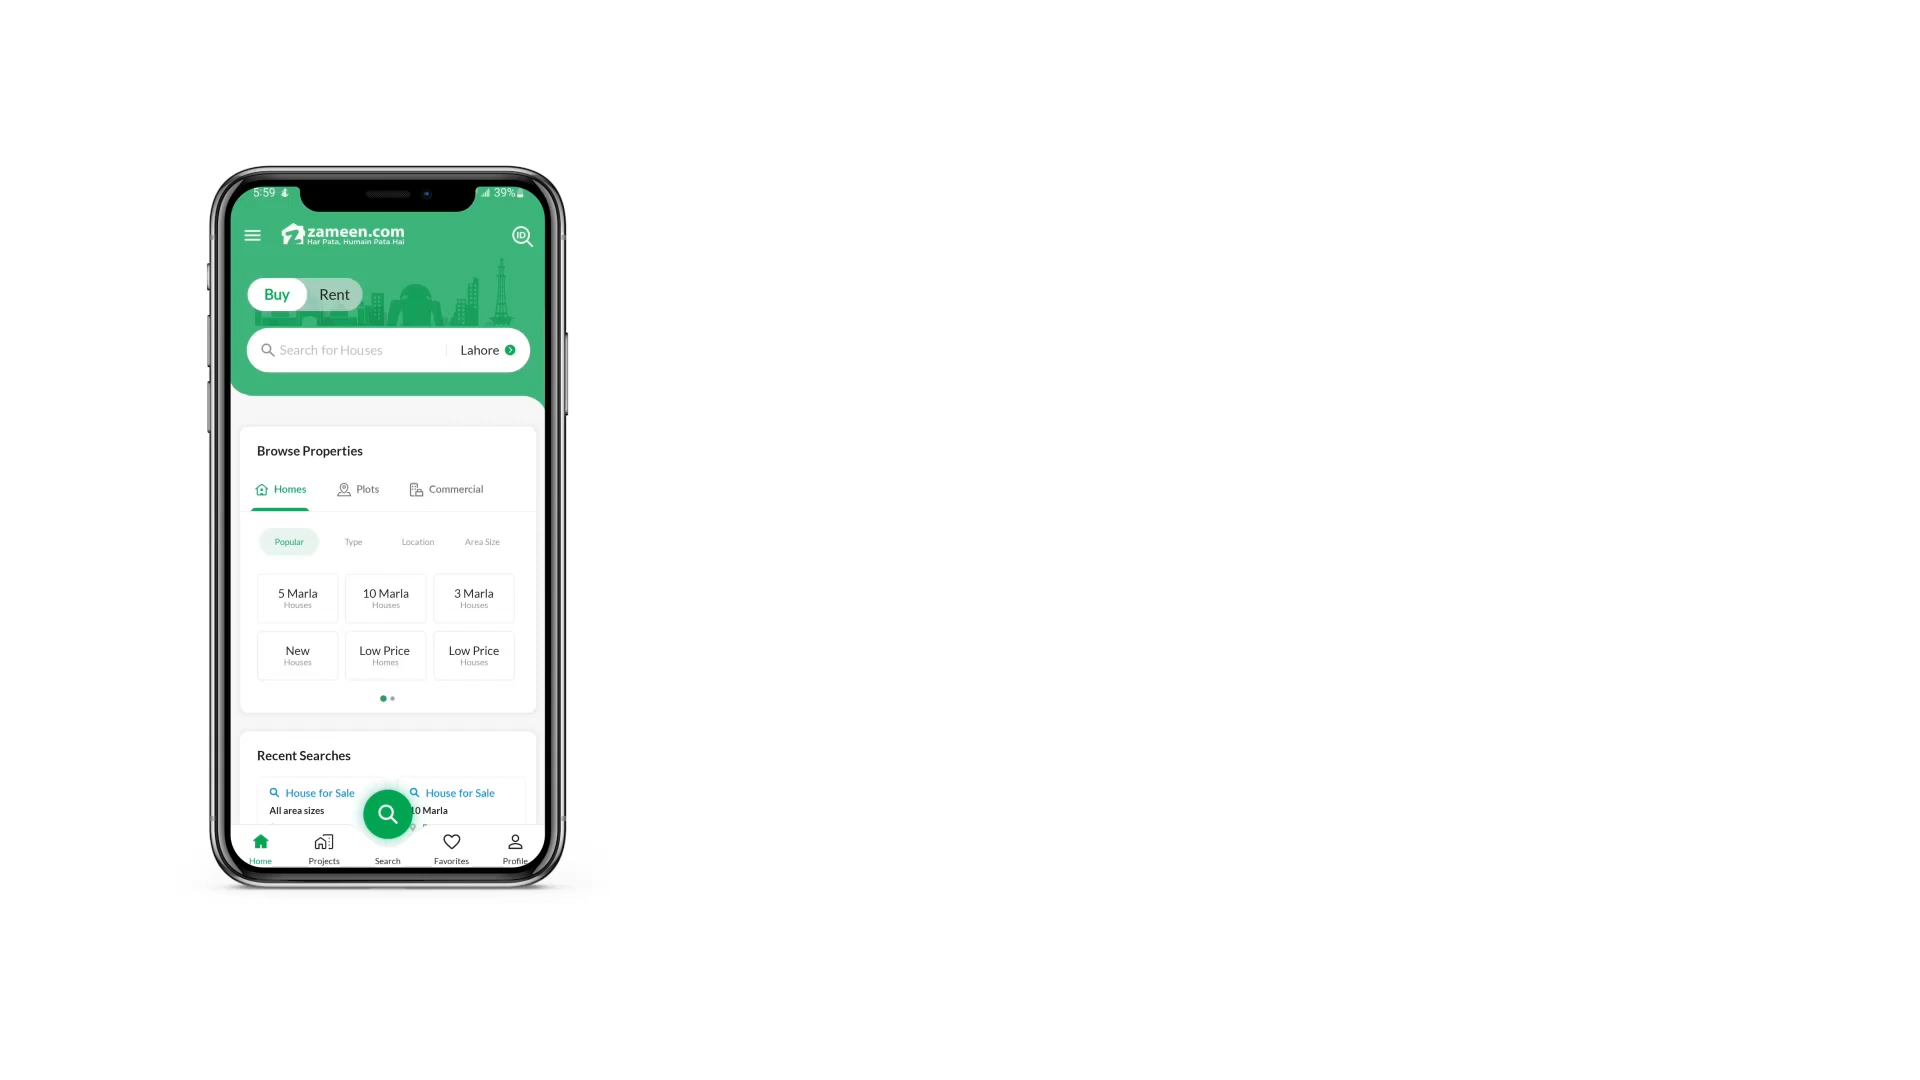 5:59
39%
zameen.com
Har Pata, Humain Pata Hai
ID
Buy Rent
Search for Houses Lahore
Browse Properties
Homes Plots Commercial
Popular Type Location Area Size
5 Marla 10 Marla 3 Marla
Houses Houses Houses
New Low Price Low Price
Houses Homes Houses
Recent Searches
House for Sale House for Sale
All area sizes 10 Marla
Home Projects Search Favorites Profile